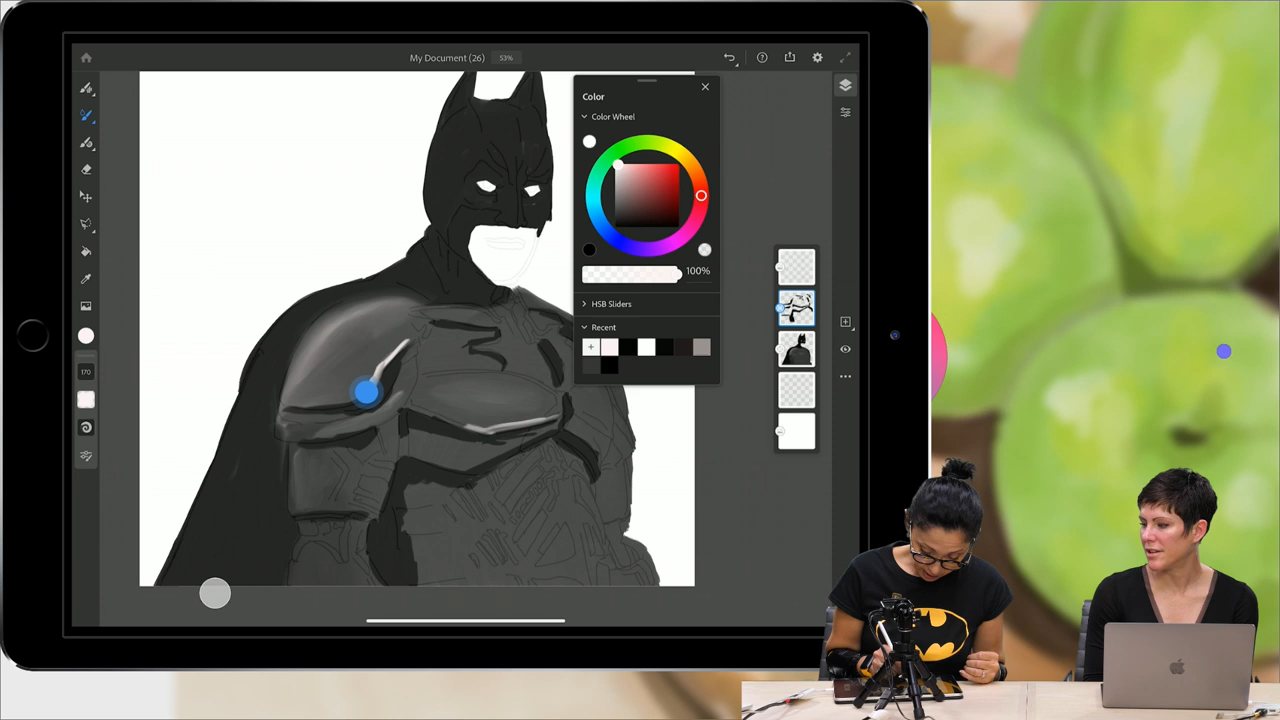 My Document (26)
53%
Color
Color Wheel
100%
HSB Sliders
Recent
170